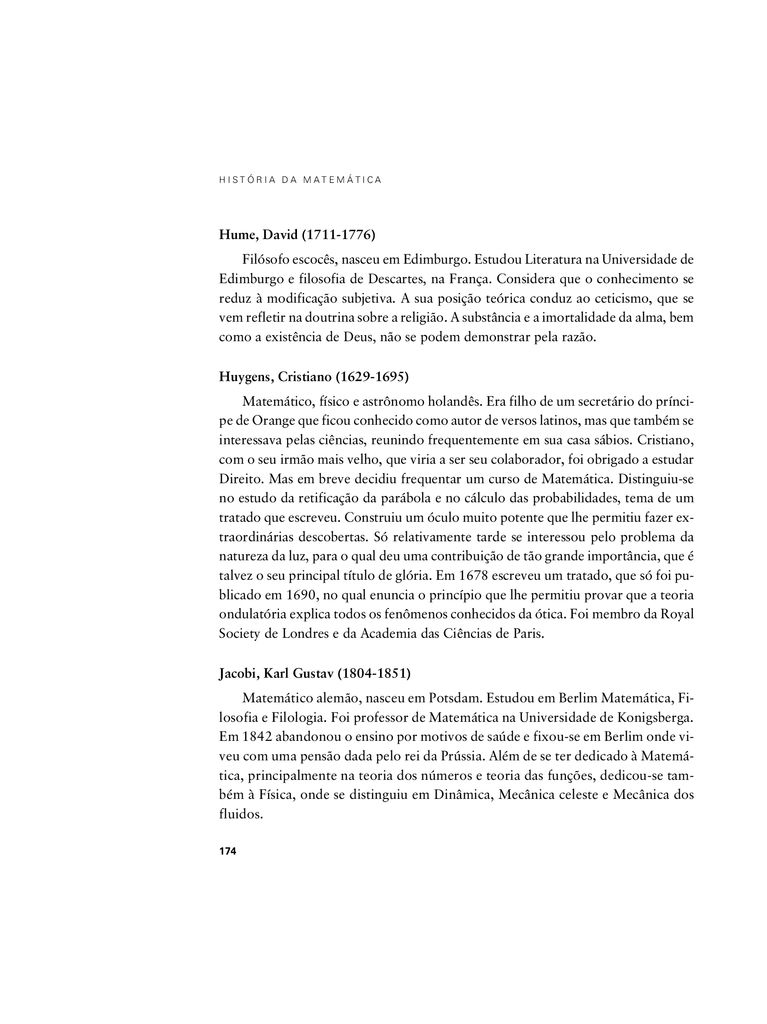 HISTÓRIA DA MATEMÁTICA
Hume, David (1711-1776)
Filósofo escocês, nasceu em Edimburgo. Estudou Literatura na Universidade de
Edimburgo e filosofia de Descartes, na França. Considera que o conhecimento se
reduz à modificação subjetiva. A sua posição teórica conduz ao ceticismo, que se
vem refletir na doutrina sobre a religião. A substância e a imortalidade da alma, bem
como a existência de Deus, não se podem demonstrar pela razão.
Huygens, Cristiano (1629-1695)
Matemático, físico e astrônomo holandês. Era filho de um secretário do prínci-
pe de Orange que ficou conhecido como autor de versos latinos, mas que também se
interessava pelas ciências, reunindo frequentemente em sua casa sábios. Cristiano,
com o seu irmão mais velho, que viria a ser seu colaborador, foi obrigado a estudar
Direito. Mas em breve decidiu frequentar um curso de Matemática. Distinguiu-se
no estudo da retificação da parábola e no cálculo das probabilidades, tema de um
tratado que escreveu. Construiu um óculo muito potente que lhe permitiu fazer ex-
traordinárias descobertas. Só relativamente tarde se interessou pelo problema da
natureza da luz, para o qual deu uma contribuição de tão grande importância, que é
talvez o seu principal título de glória. Em 1678 escreveu um tratado, que só foi pu-
blicado em 1690, no qual enuncia o princípio que lhe permitiu provar que a teoria
ondulatória explica todos os fenômenos conhecidos da ótica. Foi membro da Royal
Society de Londres e da Academia das Ciências de Paris.
Jacobi, Karl Gustav (1804-1851)
Matemático alemão, nasceu em Potsdam. Estudou em Berlim Matemática, Fi-
losofia e Filologia. Foi professor de Matemática na Universidade de Konigsberga.
Em 1842 abandonou o ensino por motivos de saúde e fixou-se em Berlim onde vi-
veu com uma pensão dada pelo rei da Prússia. Além de se ter dedicado à Matemá-
tica, principalmente na teoria dos números e teoria das funções, dedicou-se tam-
bém à Física, onde se distinguiu em Dinâmica, Mecânica celeste e Mecânica dos
fluidos.
174